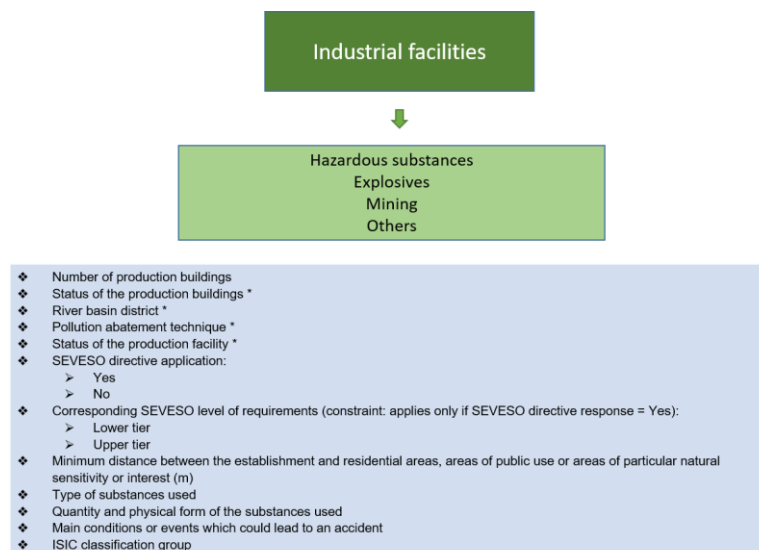 Industrial facilities
Hazardous substances
Explosives
Mining
Others
❖ Number of production buildings
❖ Status of the production buildings *
❖ River basin district *
❖ Pollution abatement technique *
❖ Status of the production facility *
❖ SEVESO directive application:
➢ Yes
➢ No
❖ Corresponding SEVESO level of requirements (constraint: applies only if SEVESO directive response = Yes):
➢ Lower tier
➢ Upper tier
❖ Minimum distance between the establishment and residential areas, areas of public use or areas of particular natural
sensitivity or interest (m)
❖ Type of substances used
❖ Quantity and physical form of the substances used
❖ Main conditions or events which could lead to an accident
❖ ISIC classification group